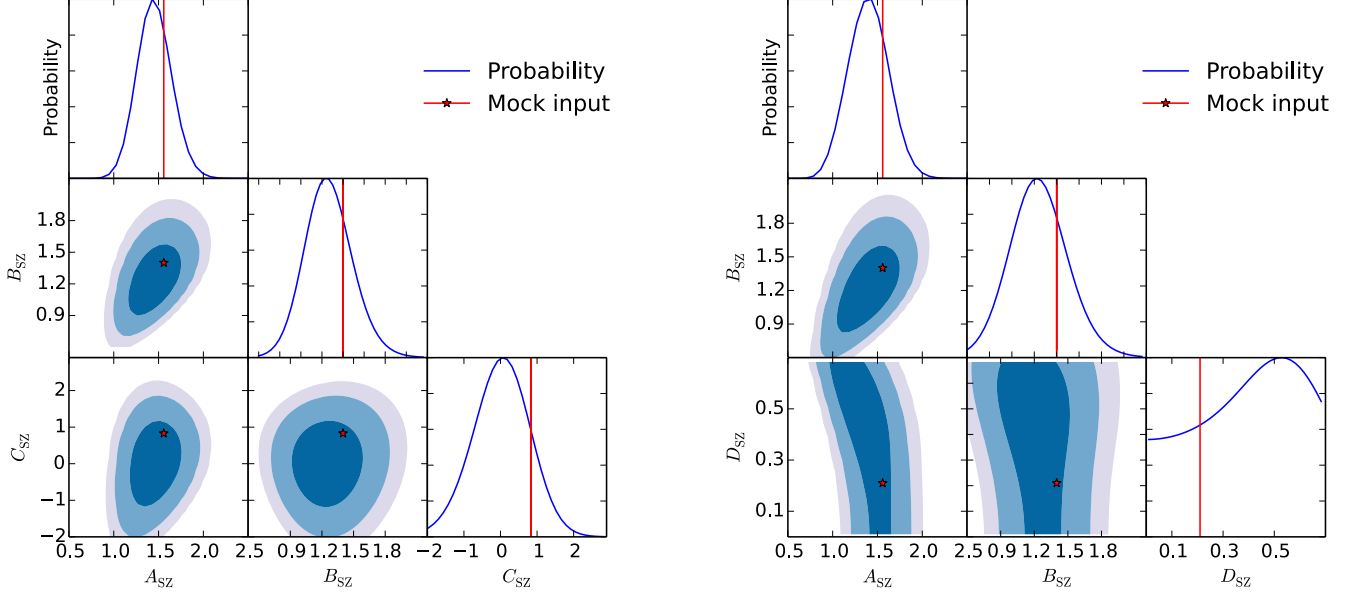 Probability
Probability
Mock input
1.8
1.5
1.2
0.9
B_SZ
2
1
0
−1
−2
C_SZ
0.5 1.0 1.5 2.0 2.5
A_SZ
0.9 1.2 1.5 1.8
B_SZ
−2 −1 0 1 2
C_SZ
Probability
Probability
Mock input
1.8
1.5
1.2
0.9
B_SZ
0.5
0.3
0.1
D_SZ
0.5 1.0 1.5 2.0 2.5
A_SZ
0.9 1.2 1.5 1.8
B_SZ
0.1 0.3 0.5
D_SZ